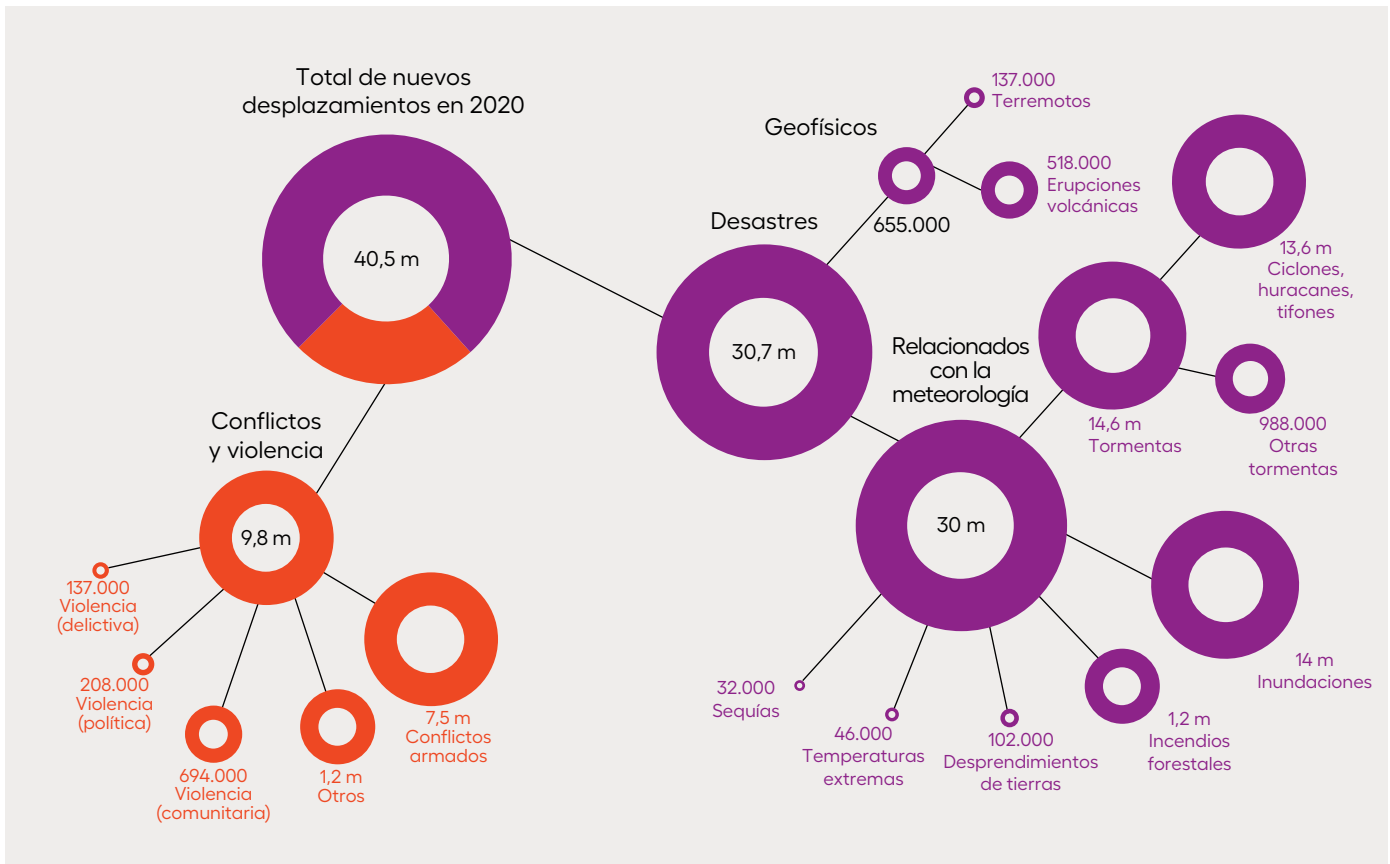 Total de nuevos
desplazamientos en 2020
40,5 m
Conflictos
y violencia
9,8 m
137.000
Violencia
(delictiva)
208.000
Violencia
(política)
694.000
Violencia
(comunitaria)
1,2 m
Otros
7,5 m
Conflictos
armados
Desastres
30,7 m
Geofísicos
655.000
137.000
Terremotos
518.000
Erupciones
volcánicas
Relacionados
con la
meteorología
30 m
14,6 m
Tormentas
13,6 m
Ciclones,
huracanes,
tifones
988.000
Otras
tormentas
14 m
Inundaciones
1,2 m
Incendios
forestales
102.000
Desprendimientos
de tierras
46.000
Temperaturas
extremas
32.000
Sequías